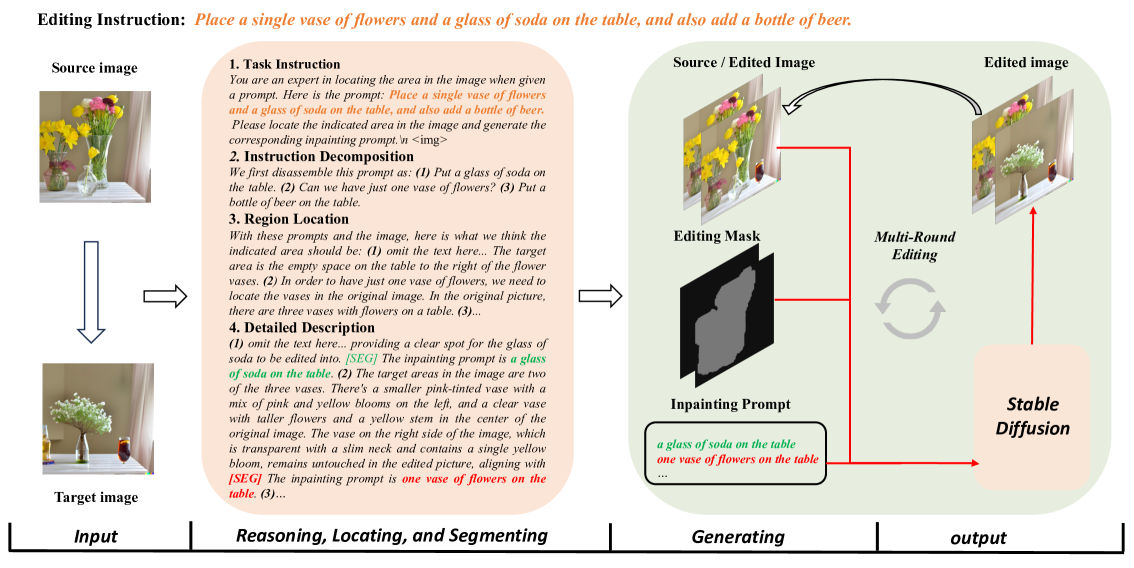 Editing Instruction: Place a single vase of flowers and a glass of soda on the table, and also add a bottle of beer.
Source image
Target image
1. Task Instruction
You are an expert in locating the area in the image when given
a prompt. Here is the prompt: Place a single vase of flowers
and a glass of soda on the table, and also add a bottle of beer.
Please locate the indicated area in the image and generate the
corresponding inpainting prompt.\n <img>
2. Instruction Decomposition
We first disassemble this prompt as: (1) Put a glass of soda on
the table. (2) Can we have just one vase of flowers? (3) Put a
bottle of beer on the table.
3. Region Location
With these prompts and the image, here is what we think the
indicated area should be: (1) omit the text here... The target
area is the empty space on the table to the right of the flower
vases. (2) In order to have just one vase of flowers, we need to
locate the vases in the original image. In the original picture,
there are three vases with flowers on a table. (3)...
4. Detailed Description
(1) omit the text here... providing a clear spot for the glass of
soda to be edited into. [SEG] The inpainting prompt is a glass
of soda on the table. (2) The target areas in the image are two
of the three vases. There's a smaller pink-tinted vase with a
mix of pink and yellow blooms on the left, and a clear vase
with taller flowers and a yellow stem in the center of the
original image. The vase on the right side of the image, which
is transparent with a slim neck and contains a single yellow
bloom, remains untouched in the edited picture, aligning with
[SEG] The inpainting prompt is one vase of flowers on the
table. (3)...
Source / Edited Image
Edited image
Editing Mask
Multi-Round
Editing
Inpainting Prompt
a glass of soda on the table
one vase of flowers on the table
...
Stable
Diffusion
Input
Reasoning, Locating, and Segmenting
Generating
output